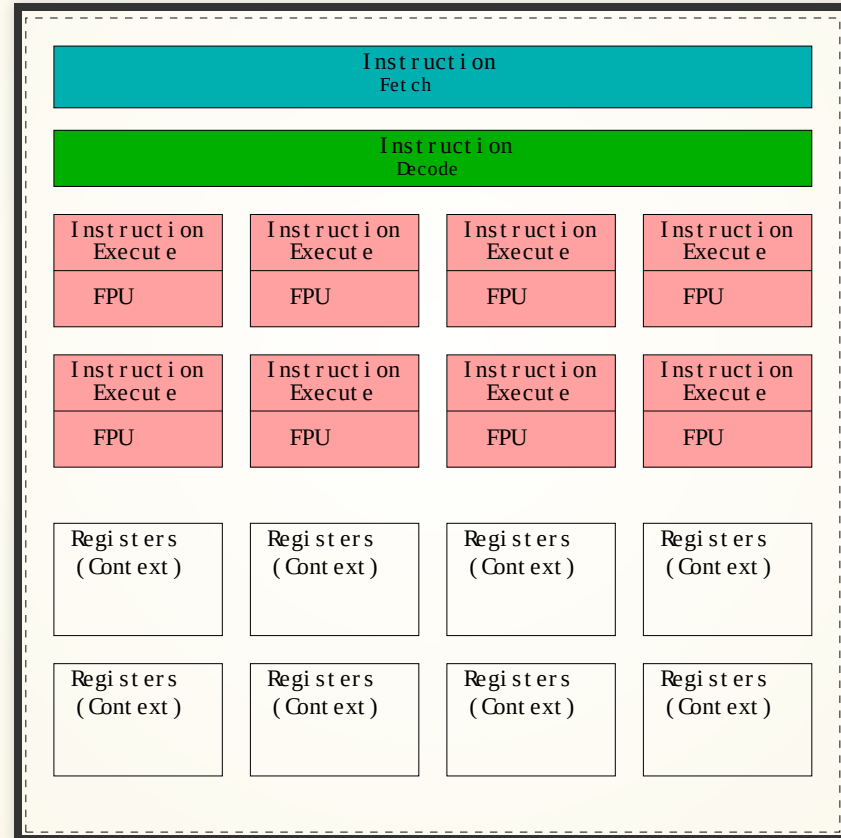 Instruction
Fetch
Instruction
Decode
Instruction Instruction Instruction Instruction
Execute Execute Execute Execute
FPU FPU FPU FPU
Instruction Instruction Instruction Instruction
Execute Execute Execute Execute
FPU FPU FPU FPU
Registers Registers Registers Registers
(Context) (Context) (Context) (Context)
Registers Registers Registers Registers
(Context) (Context) (Context) (Context)